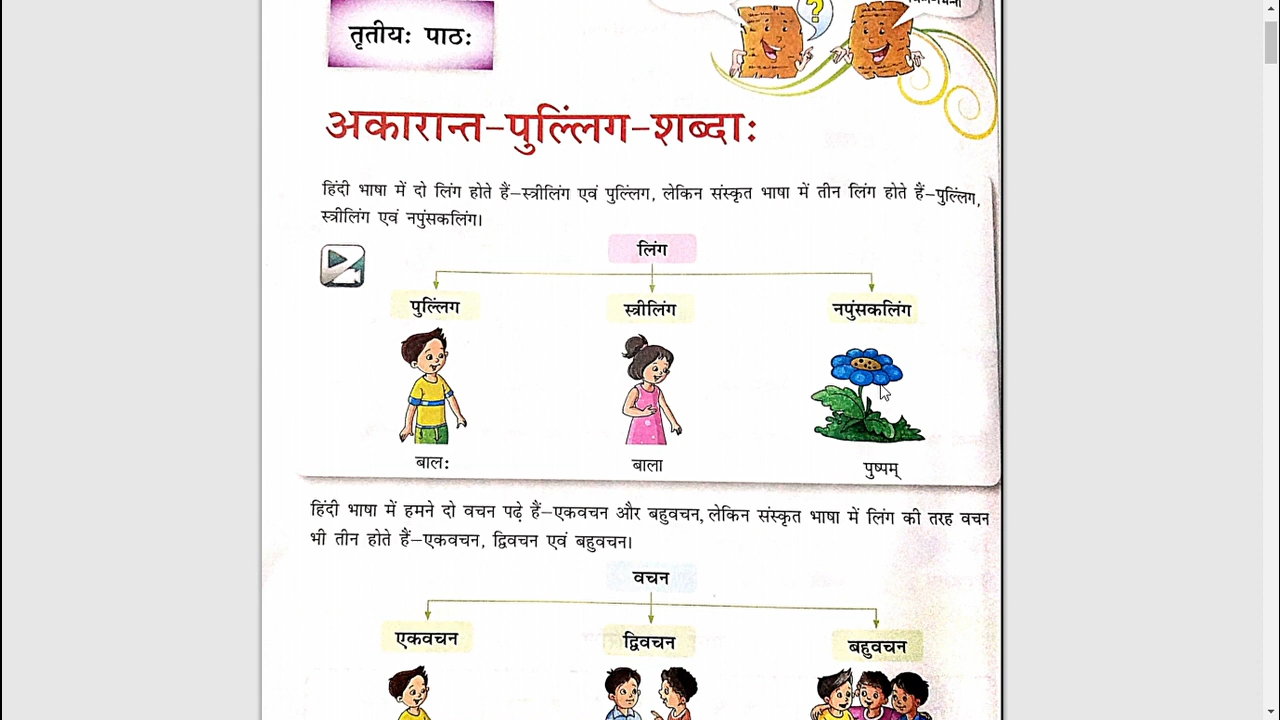 तृतीयः पाठः
?
अकारान्त-पुल्लिंग-शब्दाः
हिंदी भाषा में दो लिंग होते हैं–स्त्रीलिंग एवं पुल्लिंग, लेकिन संस्कृत भाषा में तीन लिंग होते हैं–पुल्लिंग,
स्त्रीलिंग एवं नपुंसकलिंग।
लिंग
पुल्लिंग स्त्रीलिंग नपुंसकलिंग
बालः बाला पुष्पम्
हिंदी भाषा में हमने दो वचन पढ़े हैं–एकवचन और बहुवचन, लेकिन संस्कृत भाषा में लिंग की तरह वचन
भी तीन होते हैं–एकवचन, द्विवचन एवं बहुवचन।
वचन
एकवचन द्विवचन बहुवचन